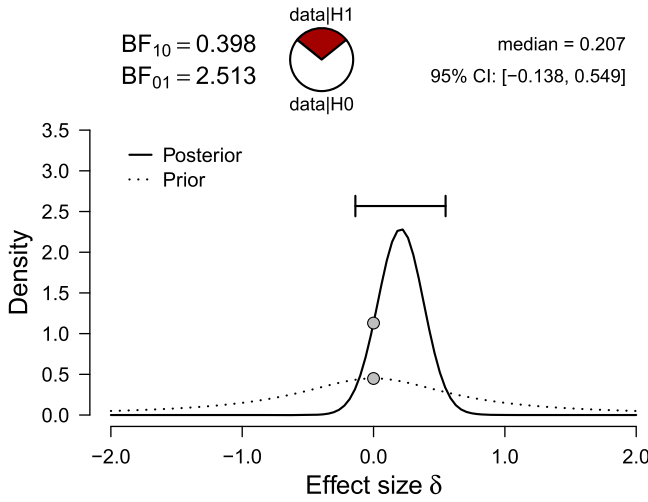 data|H1
BF10 = 0.398
BF01 = 2.513
data|H0
median = 0.207
95% CI: [−0.138, 0.549]
Posterior
Prior
Density
3.5
3.0
2.5
2.0
1.5
1.0
0.5
0.0
−2.0 −1.0 0.0 1.0 2.0
Effect size δ